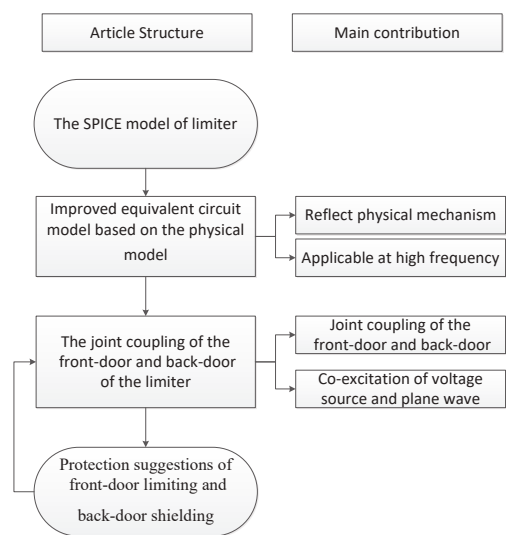 Article Structure
Main contribution
The SPICE model of limiter
Improved equivalent circuit
model based on the physical
model
Reflect physical mechanism
Applicable at high frequency
The joint coupling of the
front-door and back-door
of the limiter
Joint coupling of the
front-door and back-door
Co-excitation of voltage
source and plane wave
Protection suggestions of
front-door limiting and
back-door shielding